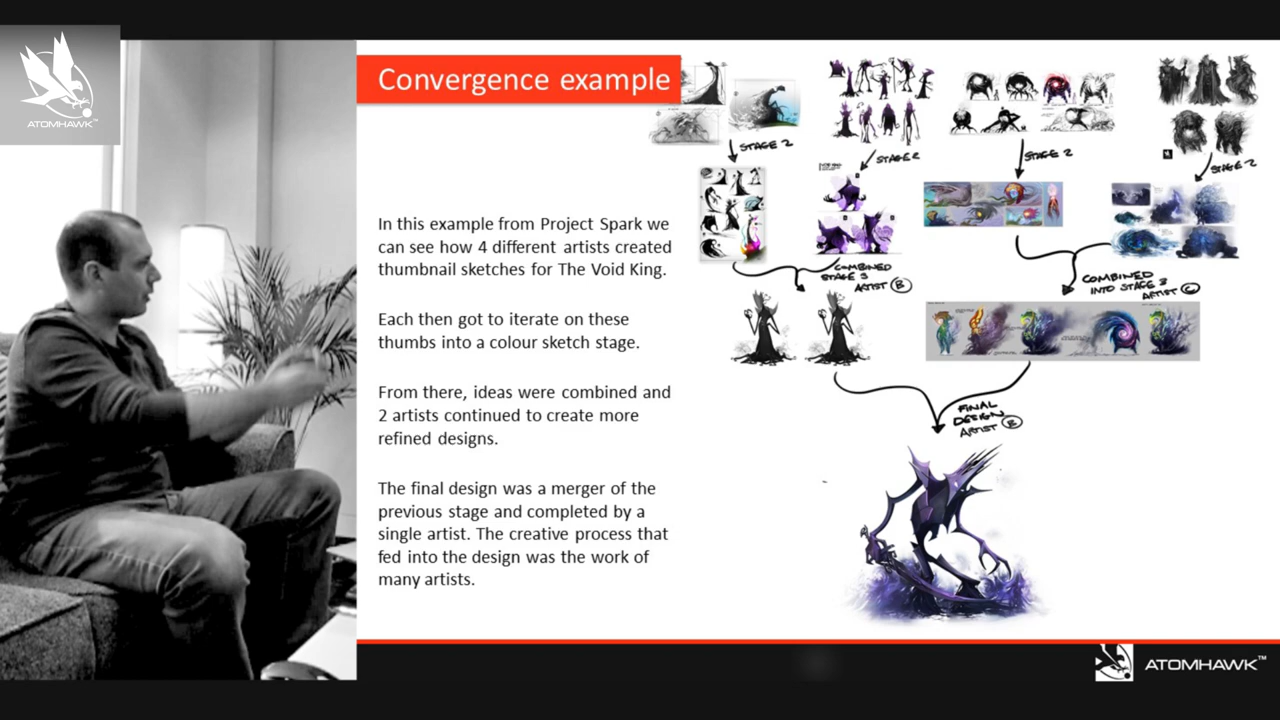 ATOMHAWK
Convergence example
In this example from Project Spark we
can see how 4 different artists created
thumbnail sketches for The Void King.
Each then got to iterate on these
thumbs into a colour sketch stage.
From there, ideas were combined and
2 artists continued to create more
refined designs.
The final design was a merger of the
previous stage and completed by a
single artist. The creative process that
fed into the design was the work of
many artists.
STAGE 2
STAGE 2
STAGE 2
STAGE 2
COMBINED
STAGE 3
ARTIST B
COMBINED
INTO STAGE 3
ARTIST C
FINAL
DESIGN
ARTIST B
ATOMHAWK™